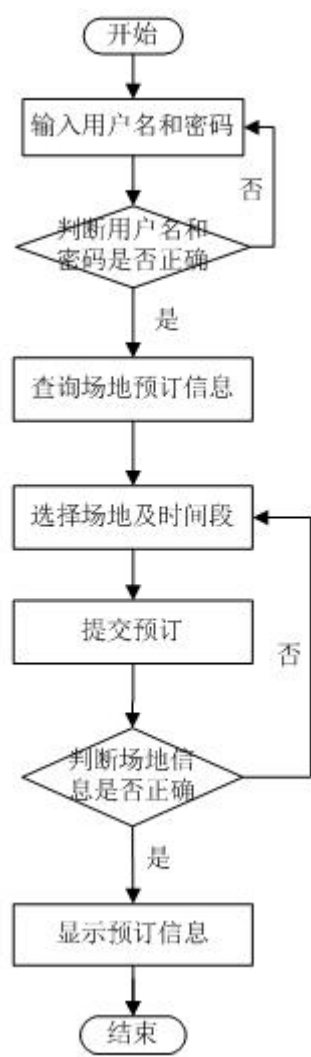 开始
输入用户名和密码
否
判断用户名和
密码是否正确
是
查询场地预订信息
选择场地及时间段
提交预订
否
判断场地信
息是否正确
是
显示预订信息
结束